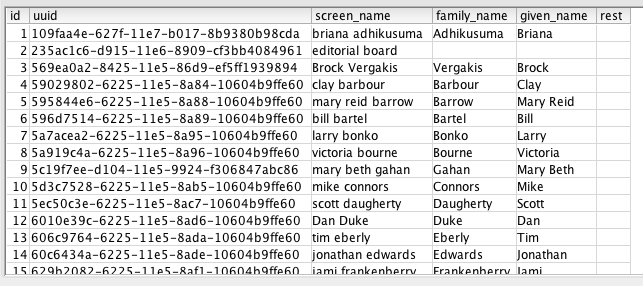 id uuid screen_name family_name given_name rest
1 109faa4e-627f-11e7-b017-8b9380b98cda briana adhikusuma Adhikusuma Briana
2 235ac1c6-d915-11e6-8909-cf3bb4084961 editorial board
3 569ea0a2-8425-11e5-86d9-ef5ff1939894 Brock Vergakis Vergakis Brock
4 59029802-6225-11e5-8a84-10604b9ffe60 clay barbour Barbour Clay
5 595844e6-6225-11e5-8a88-10604b9ffe60 mary reid barrow Barrow Mary Reid
6 596d7514-6225-11e5-8a89-10604b9ffe60 bill bartel Bartel Bill
7 5a7acea2-6225-11e5-8a95-10604b9ffe60 larry bonko Bonko Larry
8 5a919c4a-6225-11e5-8a96-10604b9ffe60 victoria bourne Bourne Victoria
9 5c19f7ee-d104-11e5-9924-f306847abc86 mary beth gahan Gahan Mary Beth
10 5d3c7528-6225-11e5-8ab5-10604b9ffe60 mike connors Connors Mike
11 5ec50c3e-6225-11e5-8ac7-10604b9ffe60 scott daugherty Daugherty Scott
12 6010e39c-6225-11e5-8ad6-10604b9ffe60 Dan Duke Duke Dan
13 606c9764-6225-11e5-8ada-10604b9ffe60 tim eberly Eberly Tim
14 60c6434a-6225-11e5-8ade-10604b9ffe60 jonathan edwards Edwards Jonathan
15 629b2082-6225-11e5-8af1-10604b9ffe60 jami frankenberry Frankenberry Jami